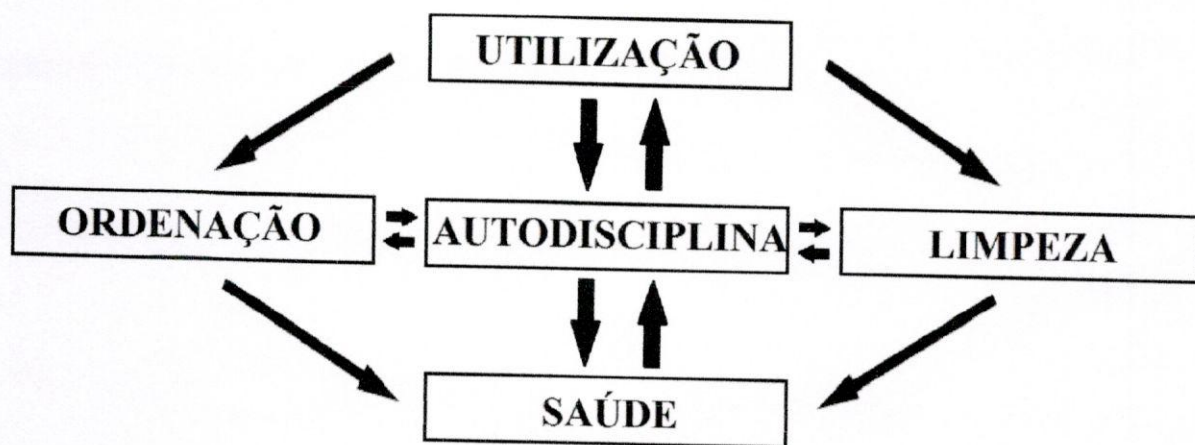 UTILIZAÇÃO
ORDENAÇÃO
AUTODISCIPLINA
LIMPEZA
SAÚDE